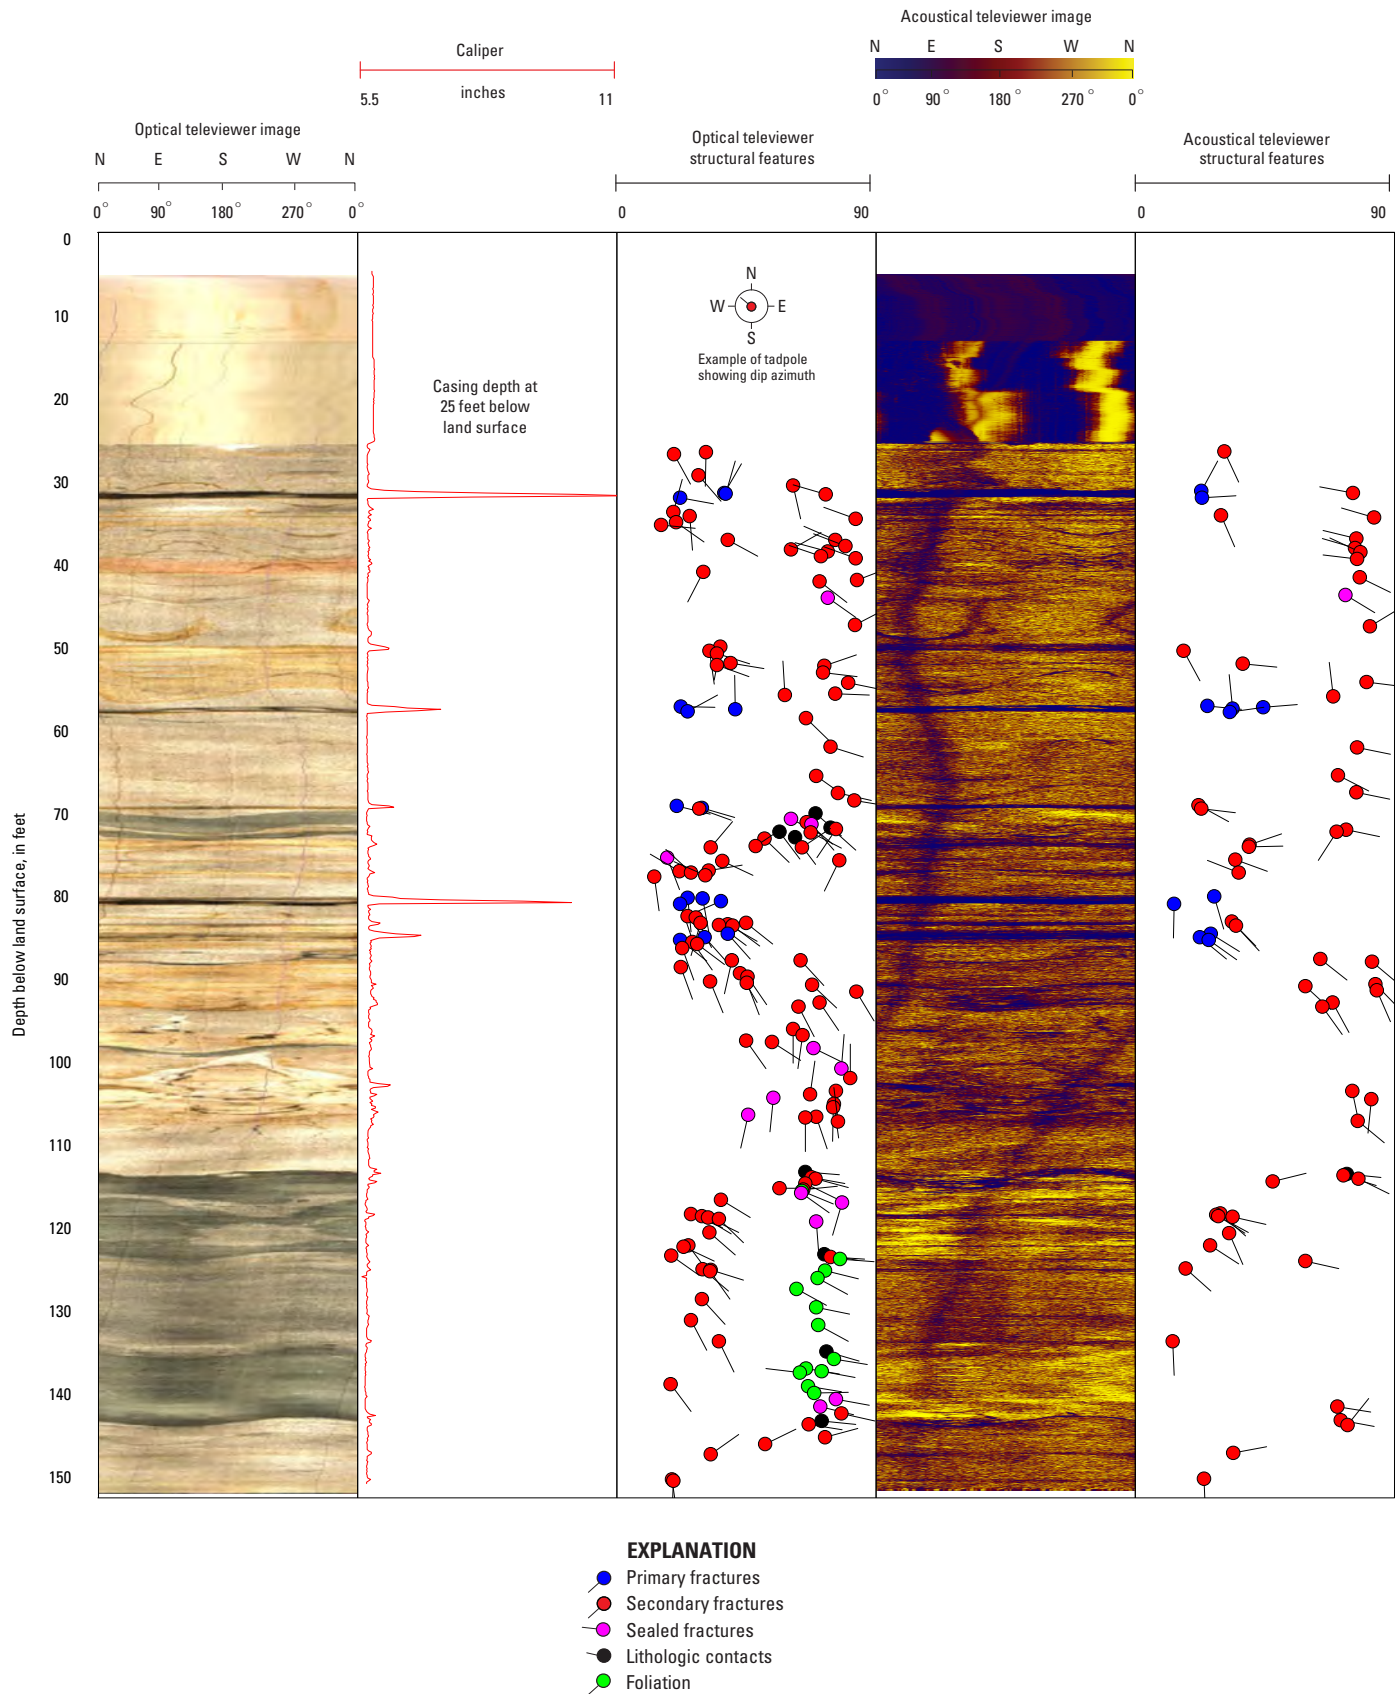 Acoustical televiewer image
N E S W N
0° 90° 180° 270° 0°
Caliper
inches
5.5 11
Optical televiewer image
N E S W N
0° 90° 180° 270° 0°
Optical televiewer
structural features
0 90
Acoustical televiewer
structural features
0 90
0
10
20
30
40
50
60
70
80
90
100
110
120
130
140
150
Depth below land surface, in feet
Casing depth at
25 feet below
land surface
N
W E
S
Example of tadpole
showing dip azimuth
EXPLANATION
Primary fractures
Secondary fractures
Sealed fractures
Lithologic contacts
Foliation